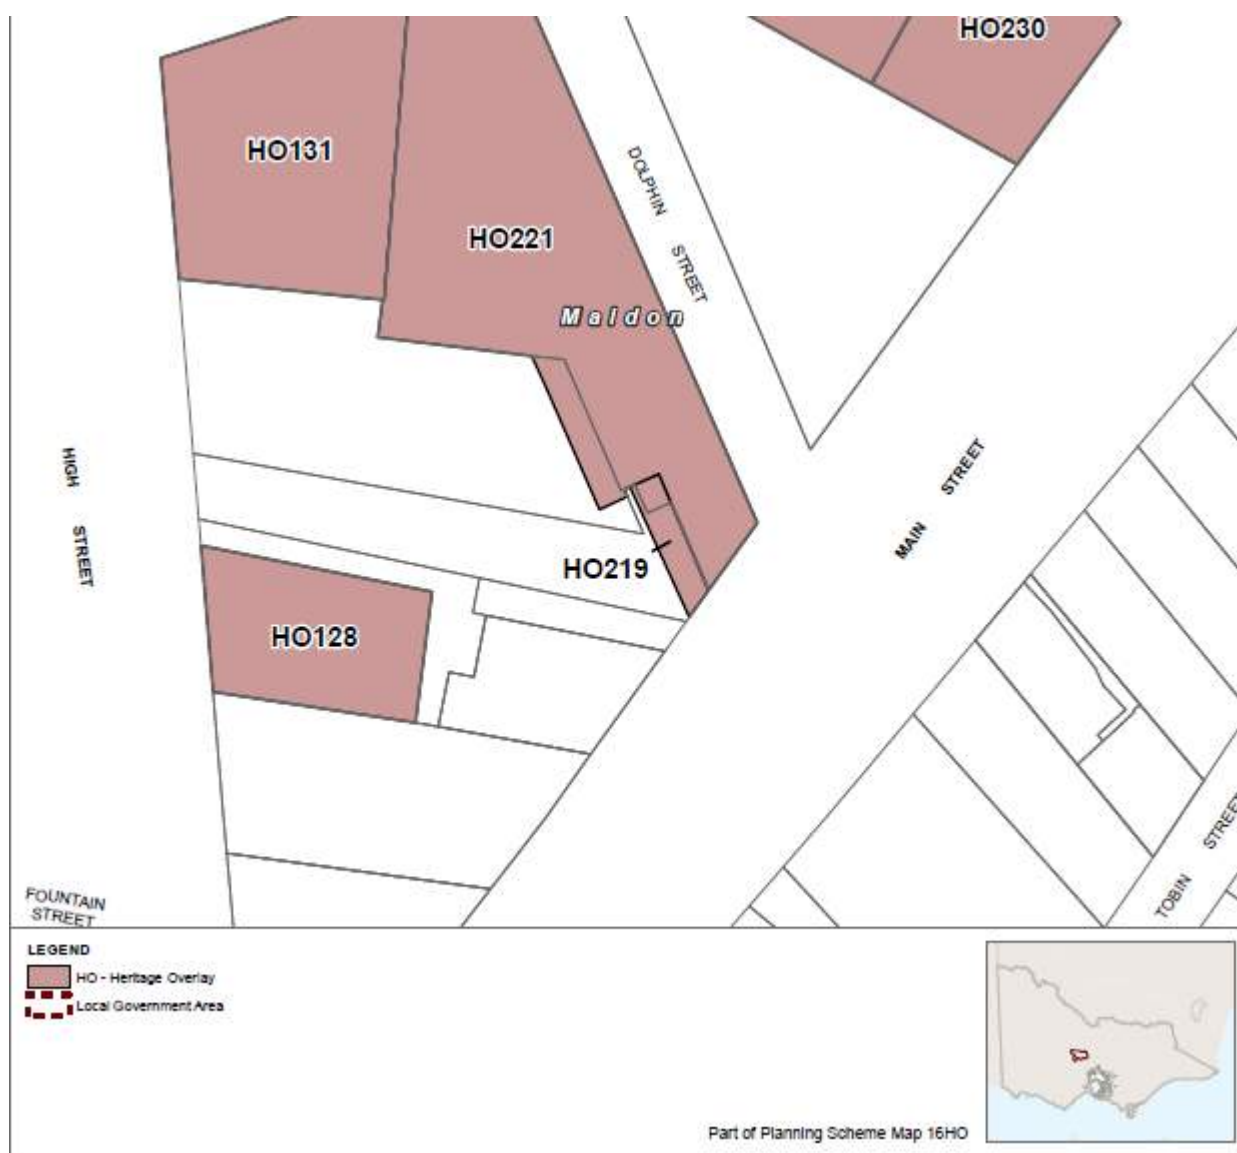 HO230
HO131
DOLPHIN
STREET
HO221
Maldon
HIGH
STREET
MAIN STREET
HO219
HO128
TOBIN STREET
FOUNTAIN
STREET
LEGEND
HO - Heritage Overlay
Local Government Area
Part of Planning Scheme Map 16HO